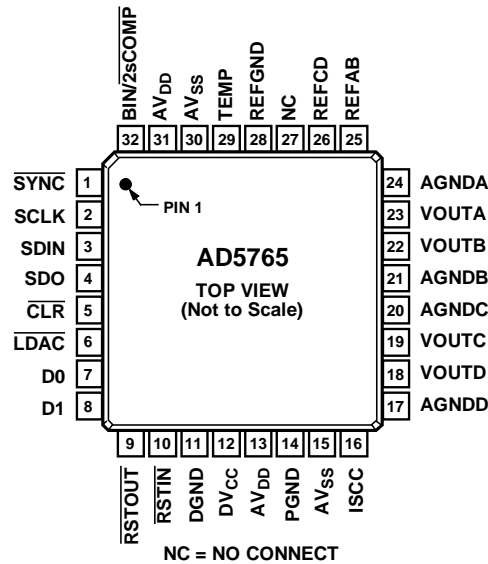 BIN/2sCOMP
AVDD
AVSS
TEMP
REFGND
NC
REFCD
REFAB
32 31 30 29 28 27 26 25
SYNC 1
SCLK 2
SDIN 3
SDO 4
CLR 5
LDAC 6
D0 7
D1 8
PIN 1
AD5765
TOP VIEW
(Not to Scale)
24 AGNDA
23 VOUTA
22 VOUTB
21 AGNDB
20 AGNDC
19 VOUTC
18 VOUTD
17 AGNDD
9 10 11 12 13 14 15 16
RSTOUT
RSTIN
DGND
DVCC
AVDD
PGND
AVSS
ISCC
NC = NO CONNECT